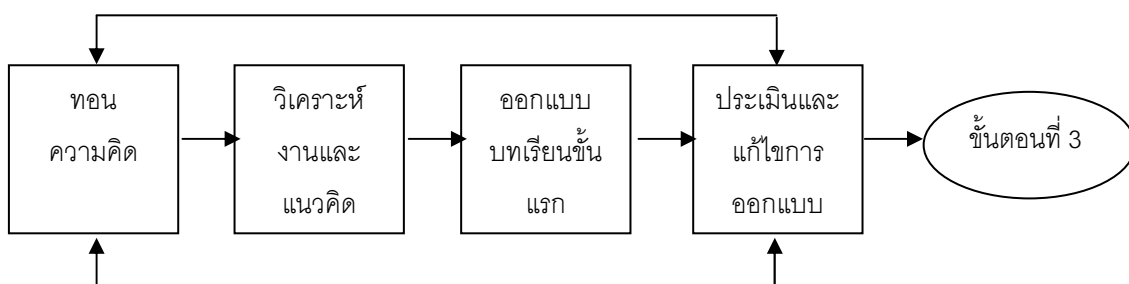 ทอน
ความคิด
วิเคราะห์
งานและ
แนวคิด
ออกแบบ
บทเรียนขั้น
แรก
ประเมินและ
แก้ไขการ
ออกแบบ
ขั้นตอนที่ 3